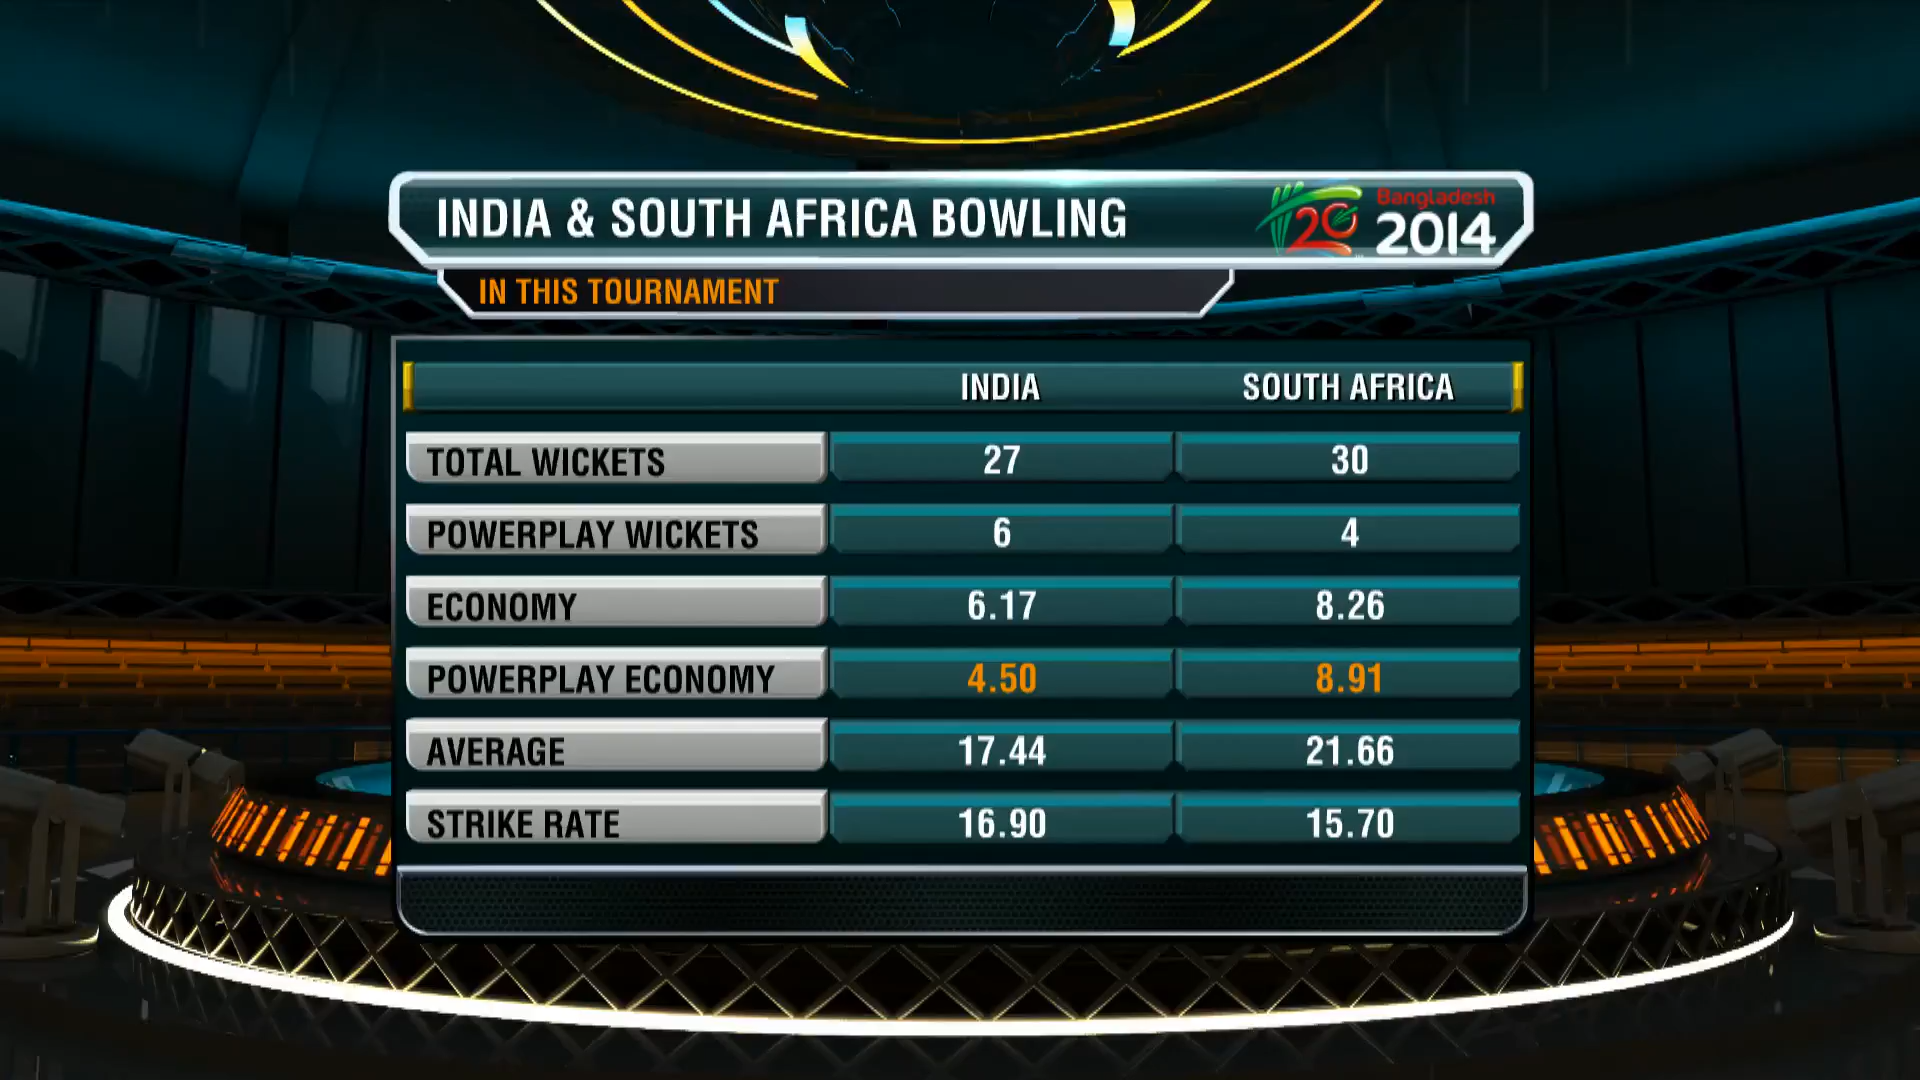 INDIA & SOUTH AFRICA BOWLING
T20 Bangladesh
2014
IN THIS TOURNAMENT
INDIA SOUTH AFRICA
TOTAL WICKETS 27 30
POWERPLAY WICKETS 6 4
ECONOMY 6.17 8.26
POWERPLAY ECONOMY 4.50 8.91
AVERAGE 17.44 21.66
STRIKE RATE 16.90 15.70